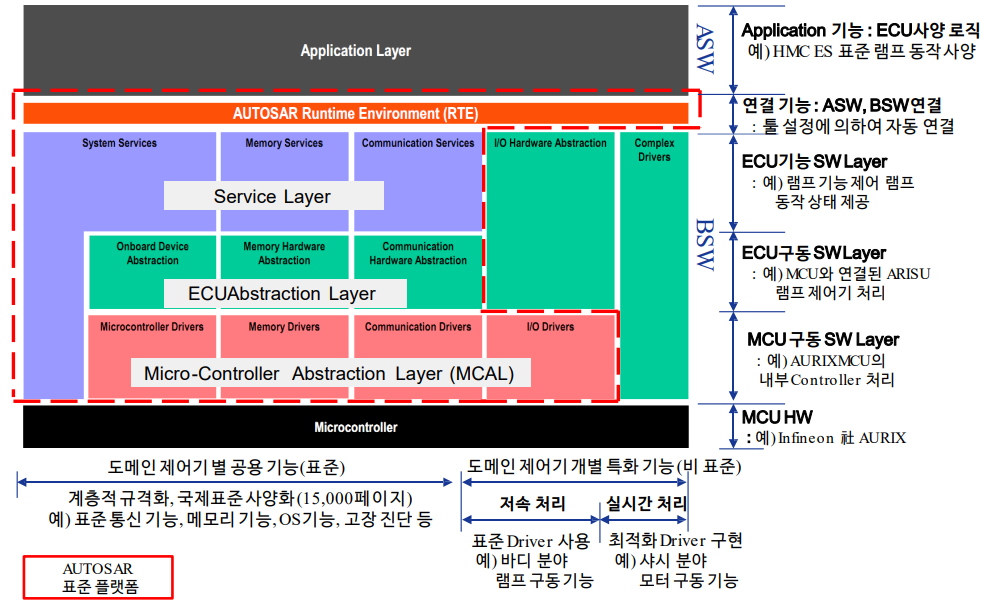 Application Layer
ASW
Application 기능 : ECU사양 로직
예) HMC ES 표준 램프 동작 사양
AUTOSAR Runtime Environment (RTE)
연결 기능 : ASW, BSW연결
: 툴 설정에 의하여 자동 연결
System Services
Memory Services
Communication Services
I/O Hardware Abstraction
Complex
Drivers
Service Layer
BSW
ECU기능 SW Layer
: 예) 램프 기능 제어 램프
동작 상태 제공
Onboard Device
Abstraction
Memory Hardware
Abstraction
Communication
Hardware Abstraction
ECUAbstraction Layer
ECU구동 SWLayer
: 예) MCU와 연결된 ARISU
램프 제어기 처리
Microcontroller Drivers
Memory Drivers
Communication Drivers
I/O Drivers
Micro-Controller Abstraction Layer (MCAL)
MCU 구동 SW Layer
: 예) AURIXMCU의
내부 Controller 처리
Microcontroller
MCU HW
: 예) Infineon 社 AURIX
도메인 제어기 별 공용 기능 (표준)
계층적 규격화, 국제표준 사양화 (15,000페이지)
예) 표준 통신 기능, 메모리 기능, OS기능, 고장 진단 등
도메인 제어기 개별 특화 기능 (비 표준)
저속 처리
실시간 처리
표준 Driver 사용
예) 바디 분야
램프 구동 기능
최적화 Driver 구현
예) 샤시 분야
모터 구동 기능
AUTOSAR
표준 플랫폼